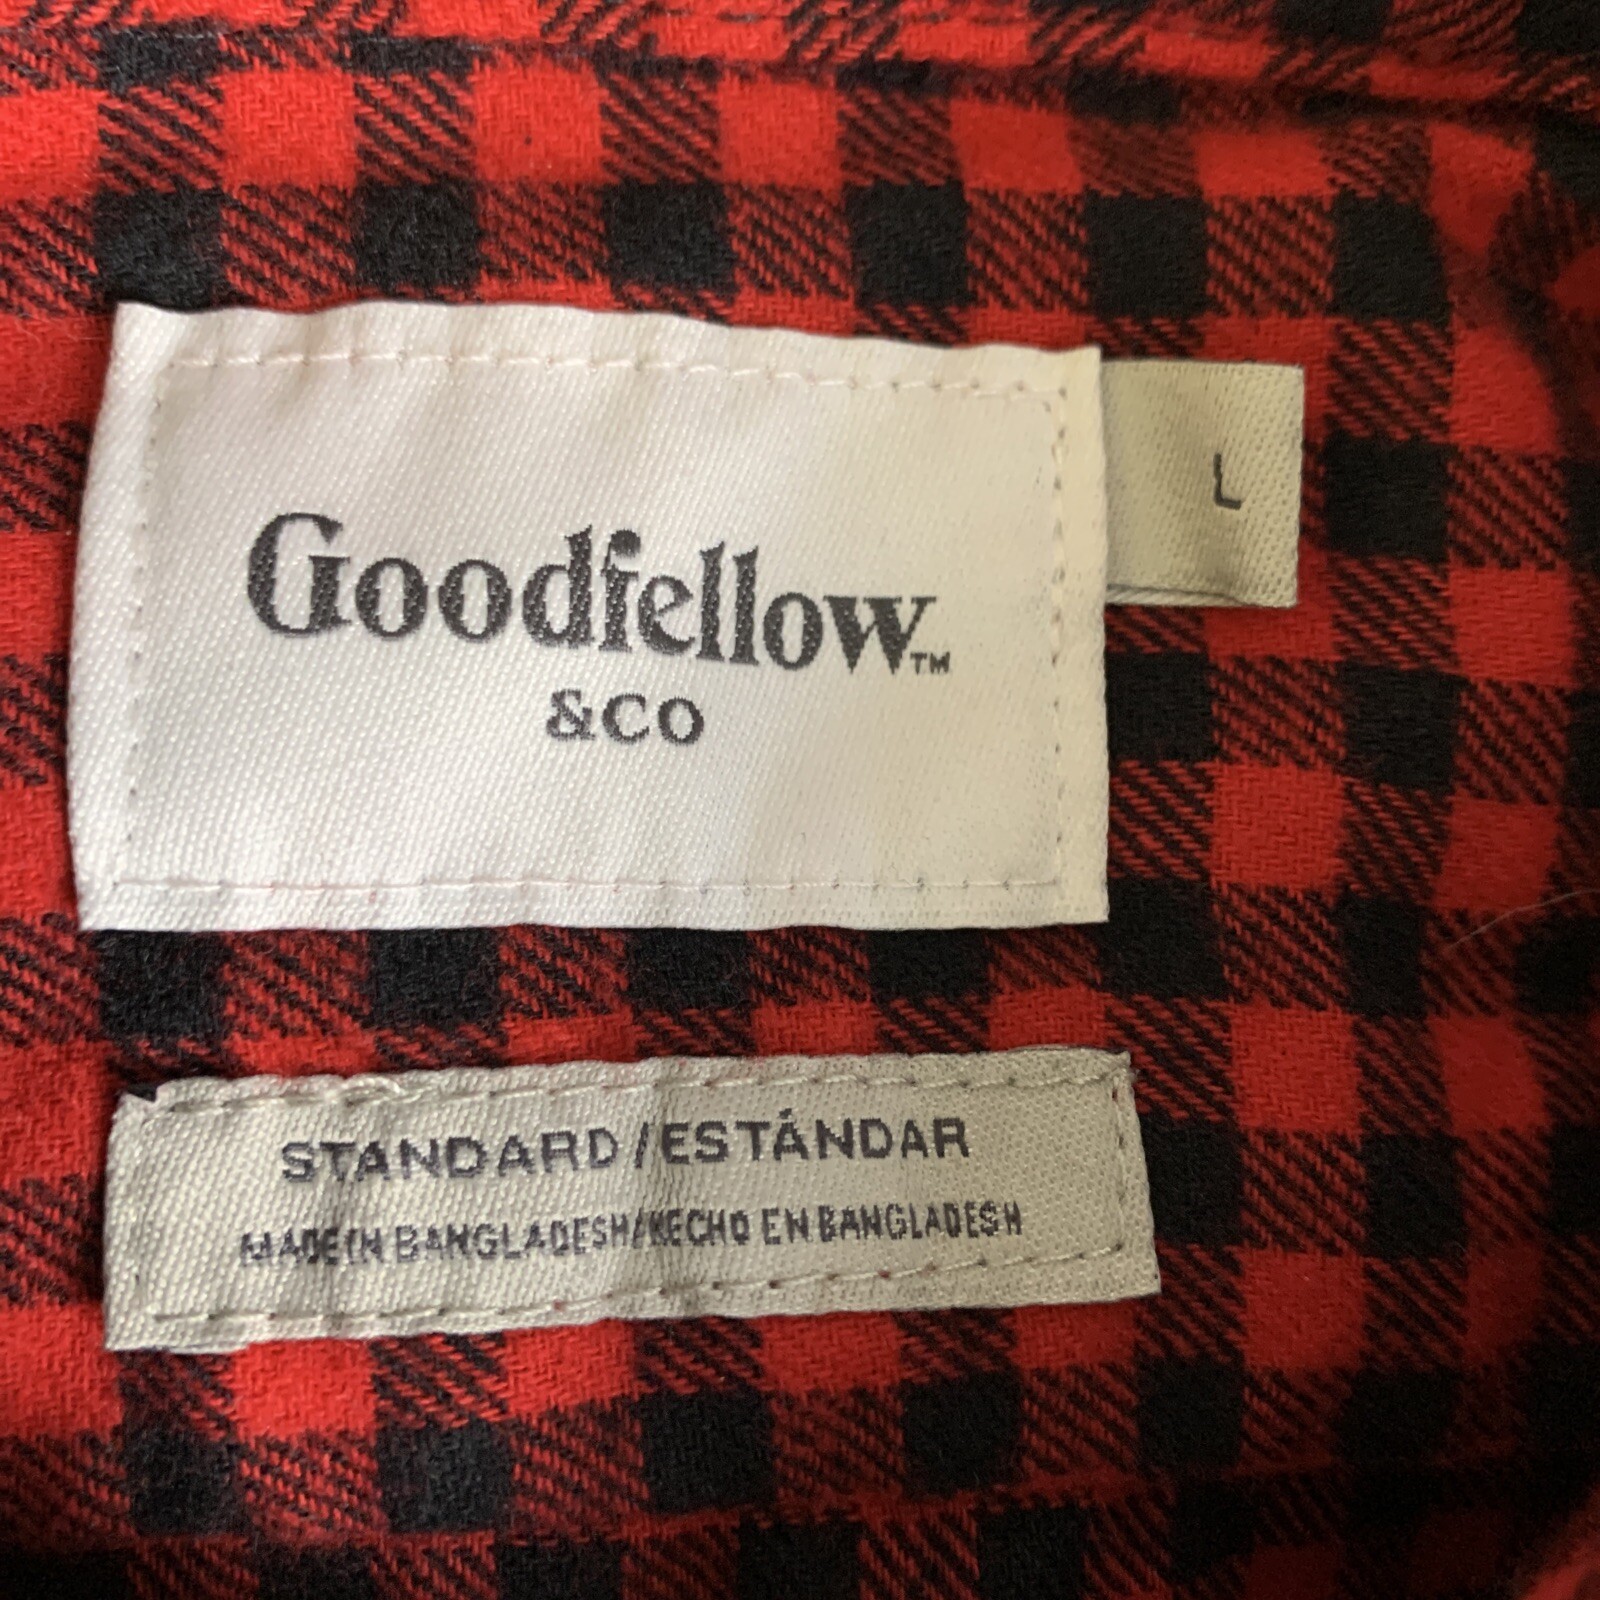 Goodfellow™
&CO
L
STANDARD/ESTÁNDAR
MADE IN BANGLADESH/HECHO EN BANGLADESH